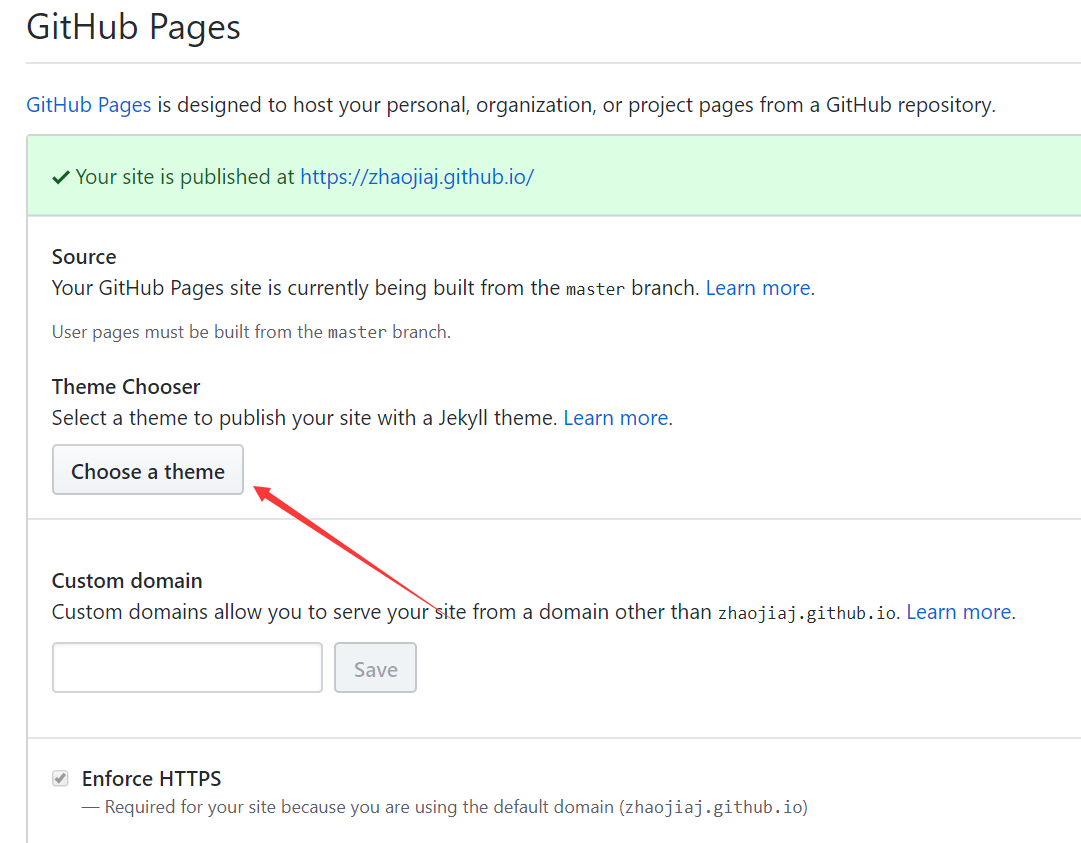 GitHub Pages
GitHub Pages is designed to host your personal, organization, or project pages from a GitHub repository.
Your site is published at https://zhaojiaj.github.io/
Source
Your GitHub Pages site is currently being built from the master branch. Learn more.
User pages must be built from the master branch.
Theme Chooser
Select a theme to publish your site with a Jekyll theme. Learn more.
Choose a theme
Custom domain
Custom domains allow you to serve your site from a domain other than zhaojiaj.github.io. Learn more.
Save
Enforce HTTPS
— Required for your site because you are using the default domain (zhaojiaj.github.io)